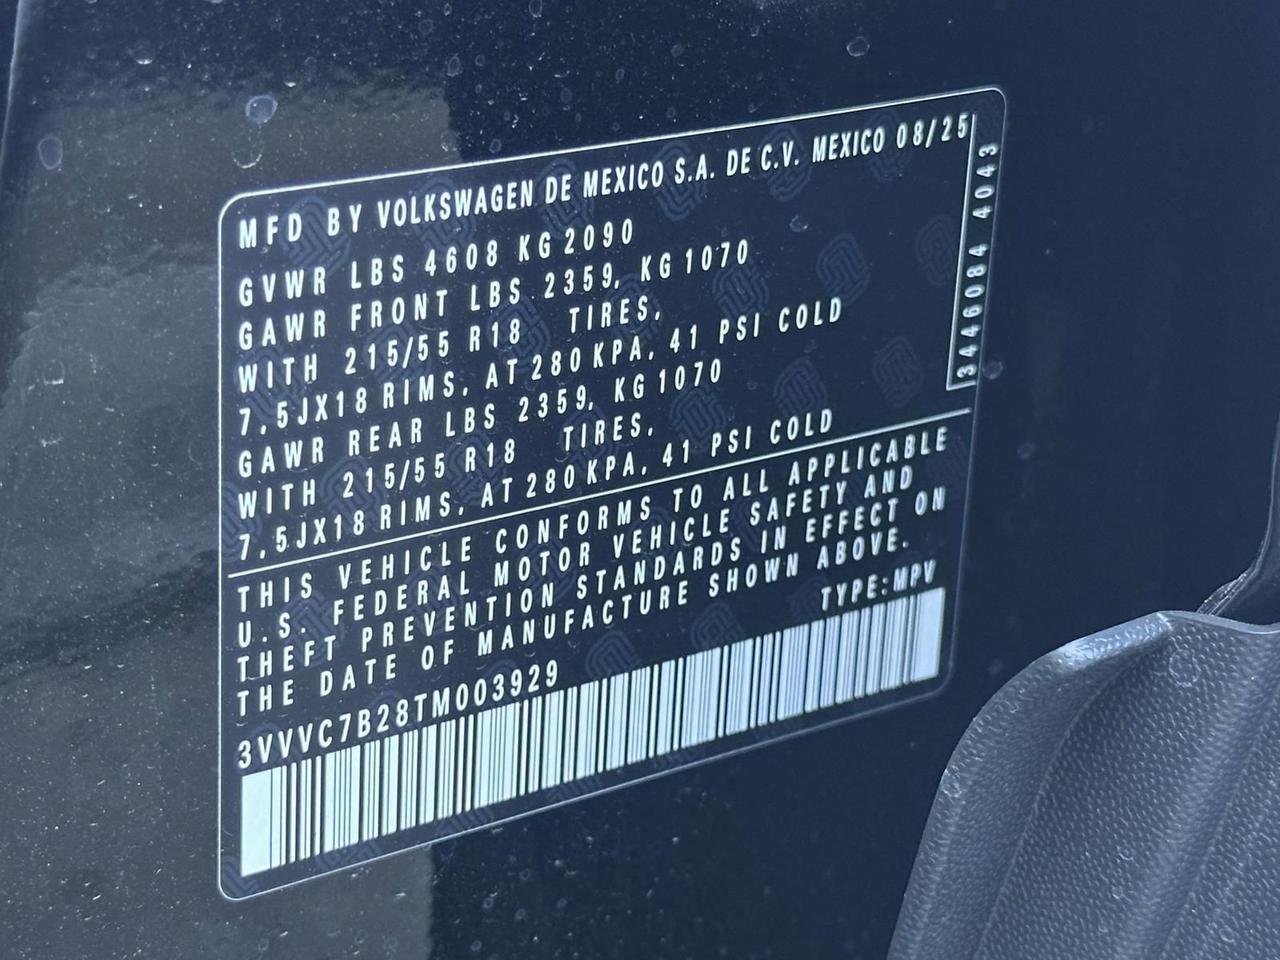 MFD BY VOLKSWAGEN DE MEXICO S.A. DE C.V. MEXICO 08/25
GVWR LBS 4608 KG 2090
GAWR FRONT LBS 2359, KG 1070
WITH 215/55 R18 TIRES,
7,5JX18 RIMS, AT 280 KPA, 41 PSI COLD
GAWR REAR LBS 2359, KG 1070
WITH 215/55 R18 TIRES,
7,5JX18 RIMS, AT 280 KPA, 41 PSI COLD
3446084 4043
THIS VEHICLE CONFORMS TO ALL APPLICABLE
U.S. FEDERAL MOTOR VEHICLE SAFETY AND
THEFT PREVENTION STANDARDS IN EFFECT ON
THE DATE OF MANUFACTURE SHOWN ABOVE.
TYPE:MPV
3VVVC7B28TM003929